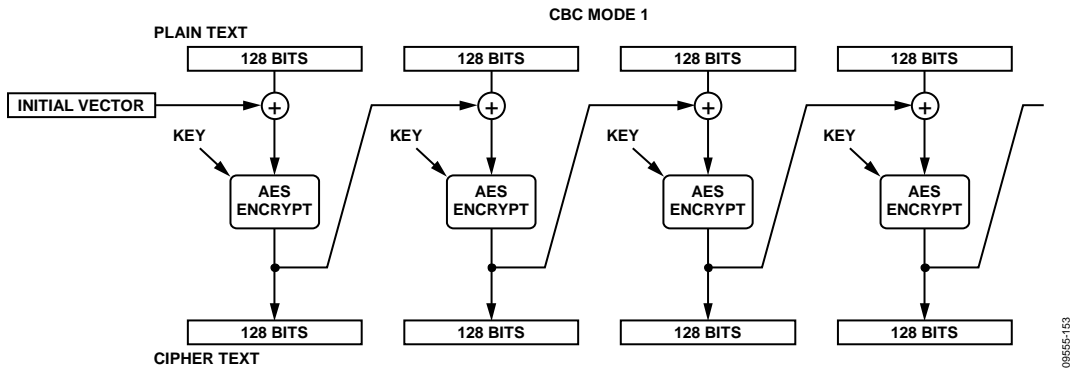 CBC MODE 1
PLAIN TEXT
128 BITS 128 BITS 128 BITS 128 BITS
INITIAL VECTOR + + + +
KEY KEY KEY KEY
AES AES AES AES
ENCRYPT ENCRYPT ENCRYPT ENCRYPT
128 BITS 128 BITS 128 BITS 128 BITS
CIPHER TEXT
09555-153